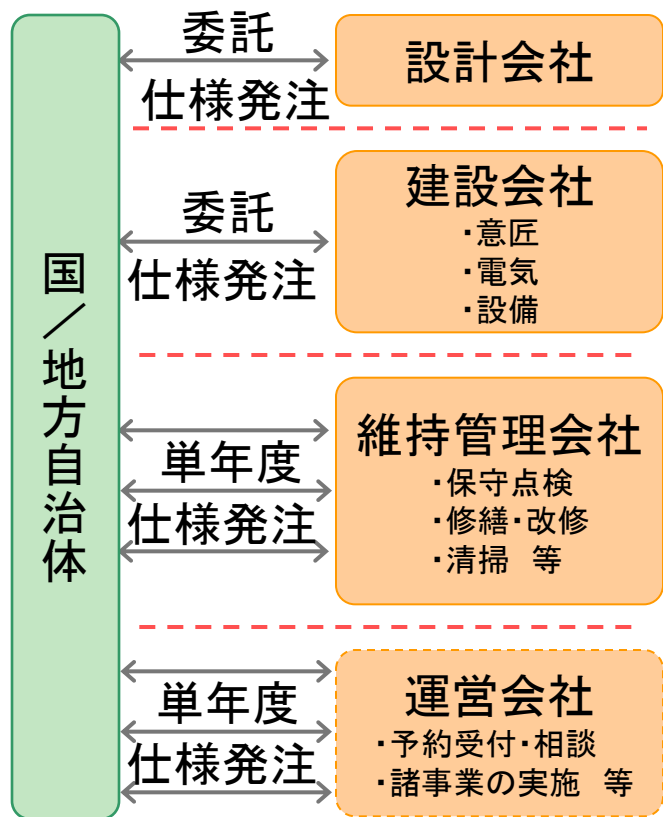 国／地方自治体
委託
仕様発注
設計会社
委託
仕様発注
建設会社
・意匠
・電気
・設備
単年度
仕様発注
維持管理会社
・保守点検
・修繕・改修
・清掃　等
単年度
仕様発注
運営会社
・予約受付・相談
・諸事業の実施　等